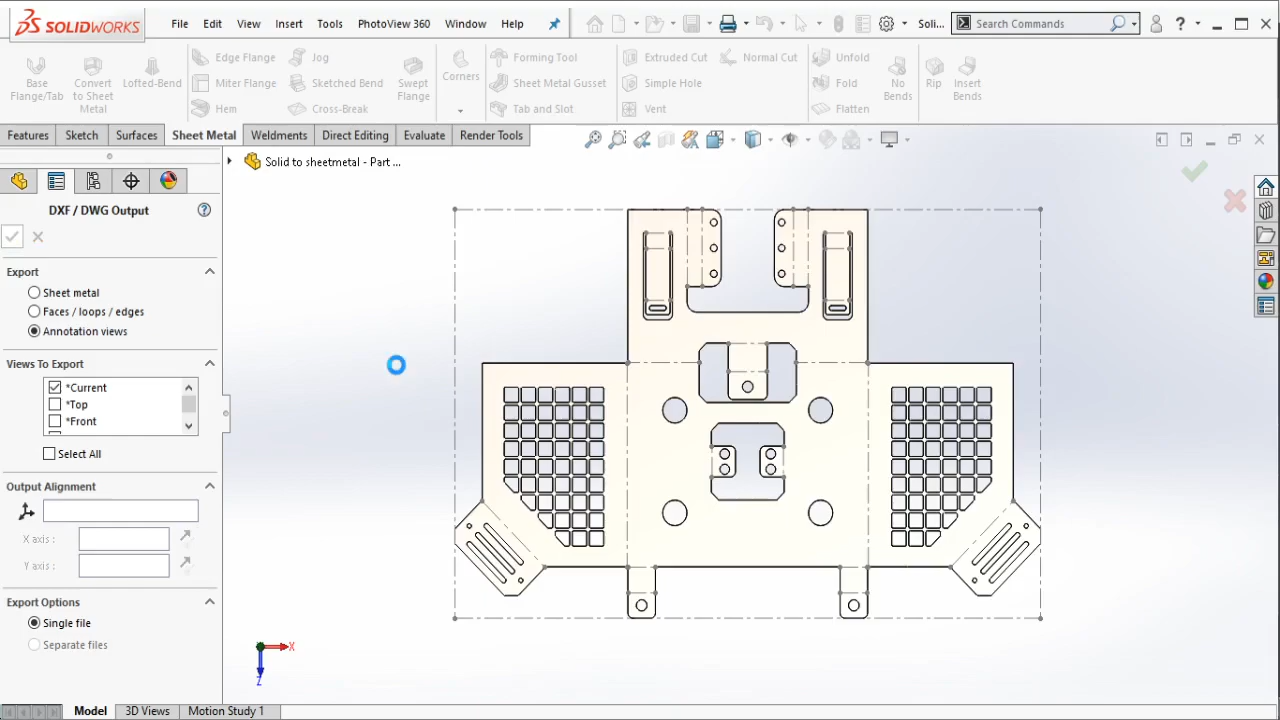 SOLIDWORKS
File Edit View Insert Tools PhotoView 360 Window Help
Soli...
Search Commands
Base Flange/Tab
Convert to Sheet Metal
Lofted-Bend
Edge Flange
Miter Flange
Hem
Jog
Sketched Bend
Cross-Break
Swept Flange
Corners
Forming Tool
Sheet Metal Gusset
Tab and Slot
Extruded Cut
Simple Hole
Vent
Normal Cut
Unfold
Fold
Flatten
No Bends
Rip
Insert Bends
Features Sketch Surfaces Sheet Metal Weldments Direct Editing Evaluate Render Tools
Solid to sheetmetal - Part ...
DXF / DWG Output
Export
Sheet metal
Faces / loops / edges
Annotation views
Views To Export
*Current
*Top
*Front
Select All
Output Alignment
X axis :
Y axis :
Export Options
Single file
Separate files
X
Z
Model 3D Views Motion Study 1